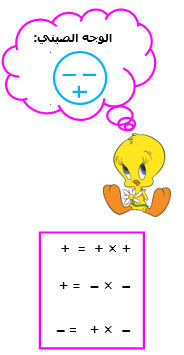 الوجه الصيني:
− −
+
+ = + × +
+ = − × −
− = + × −